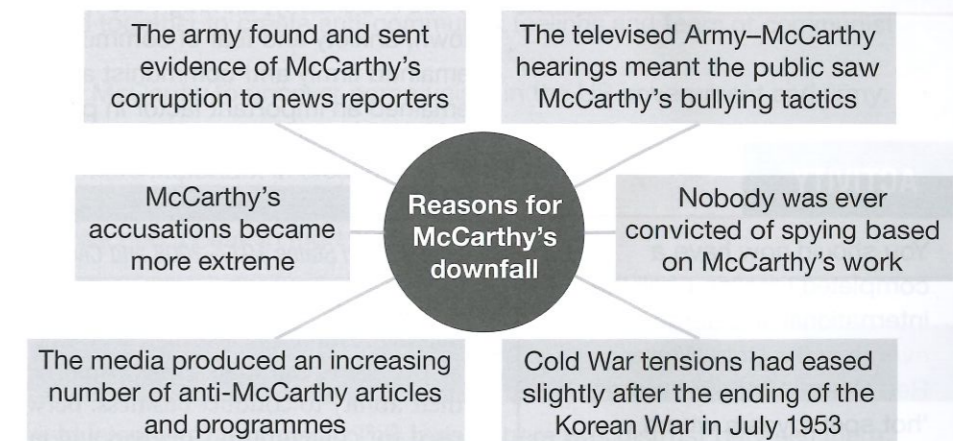 The army found and sent
evidence of McCarthy's
corruption to news reporters
The televised Army–McCarthy
hearings meant the public saw
McCarthy's bullying tactics
McCarthy's
accusations became
more extreme
Reasons for
McCarthy's
downfall
Nobody was ever
convicted of spying based
on McCarthy's work
The media produced an increasing
number of anti-McCarthy articles
and programmes
Cold War tensions had eased
slightly after the ending of the
Korean War in July 1953